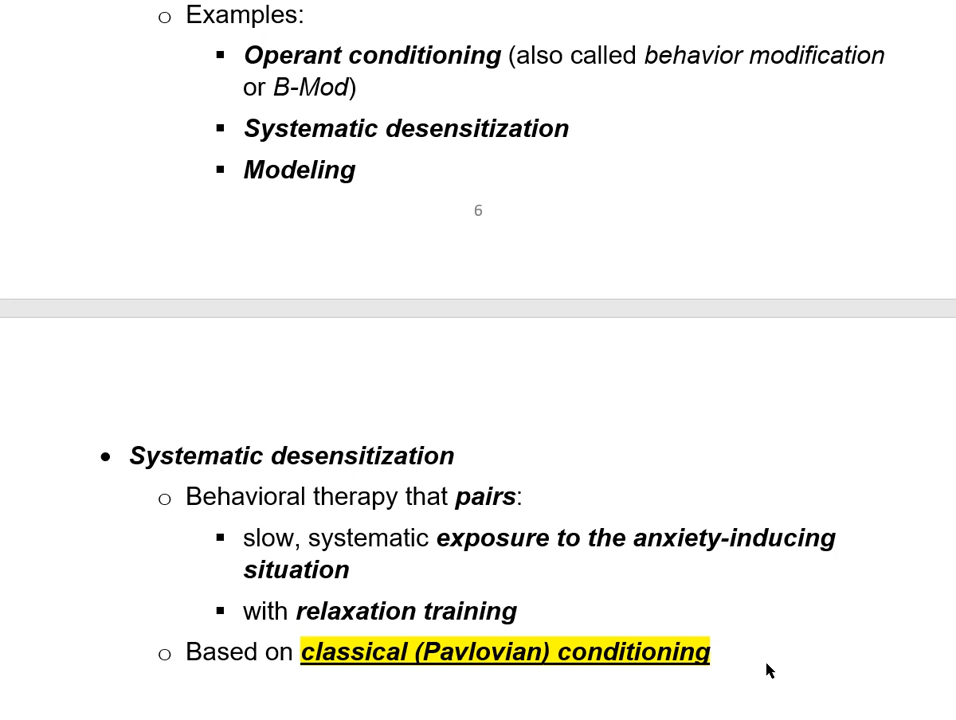 o Examples:
▪ Operant conditioning (also called behavior modification
or B-Mod)
▪ Systematic desensitization
▪ Modeling
6
• Systematic desensitization
o Behavioral therapy that pairs:
▪ slow, systematic exposure to the anxiety-inducing
situation
▪ with relaxation training
o Based on classical (Pavlovian) conditioning